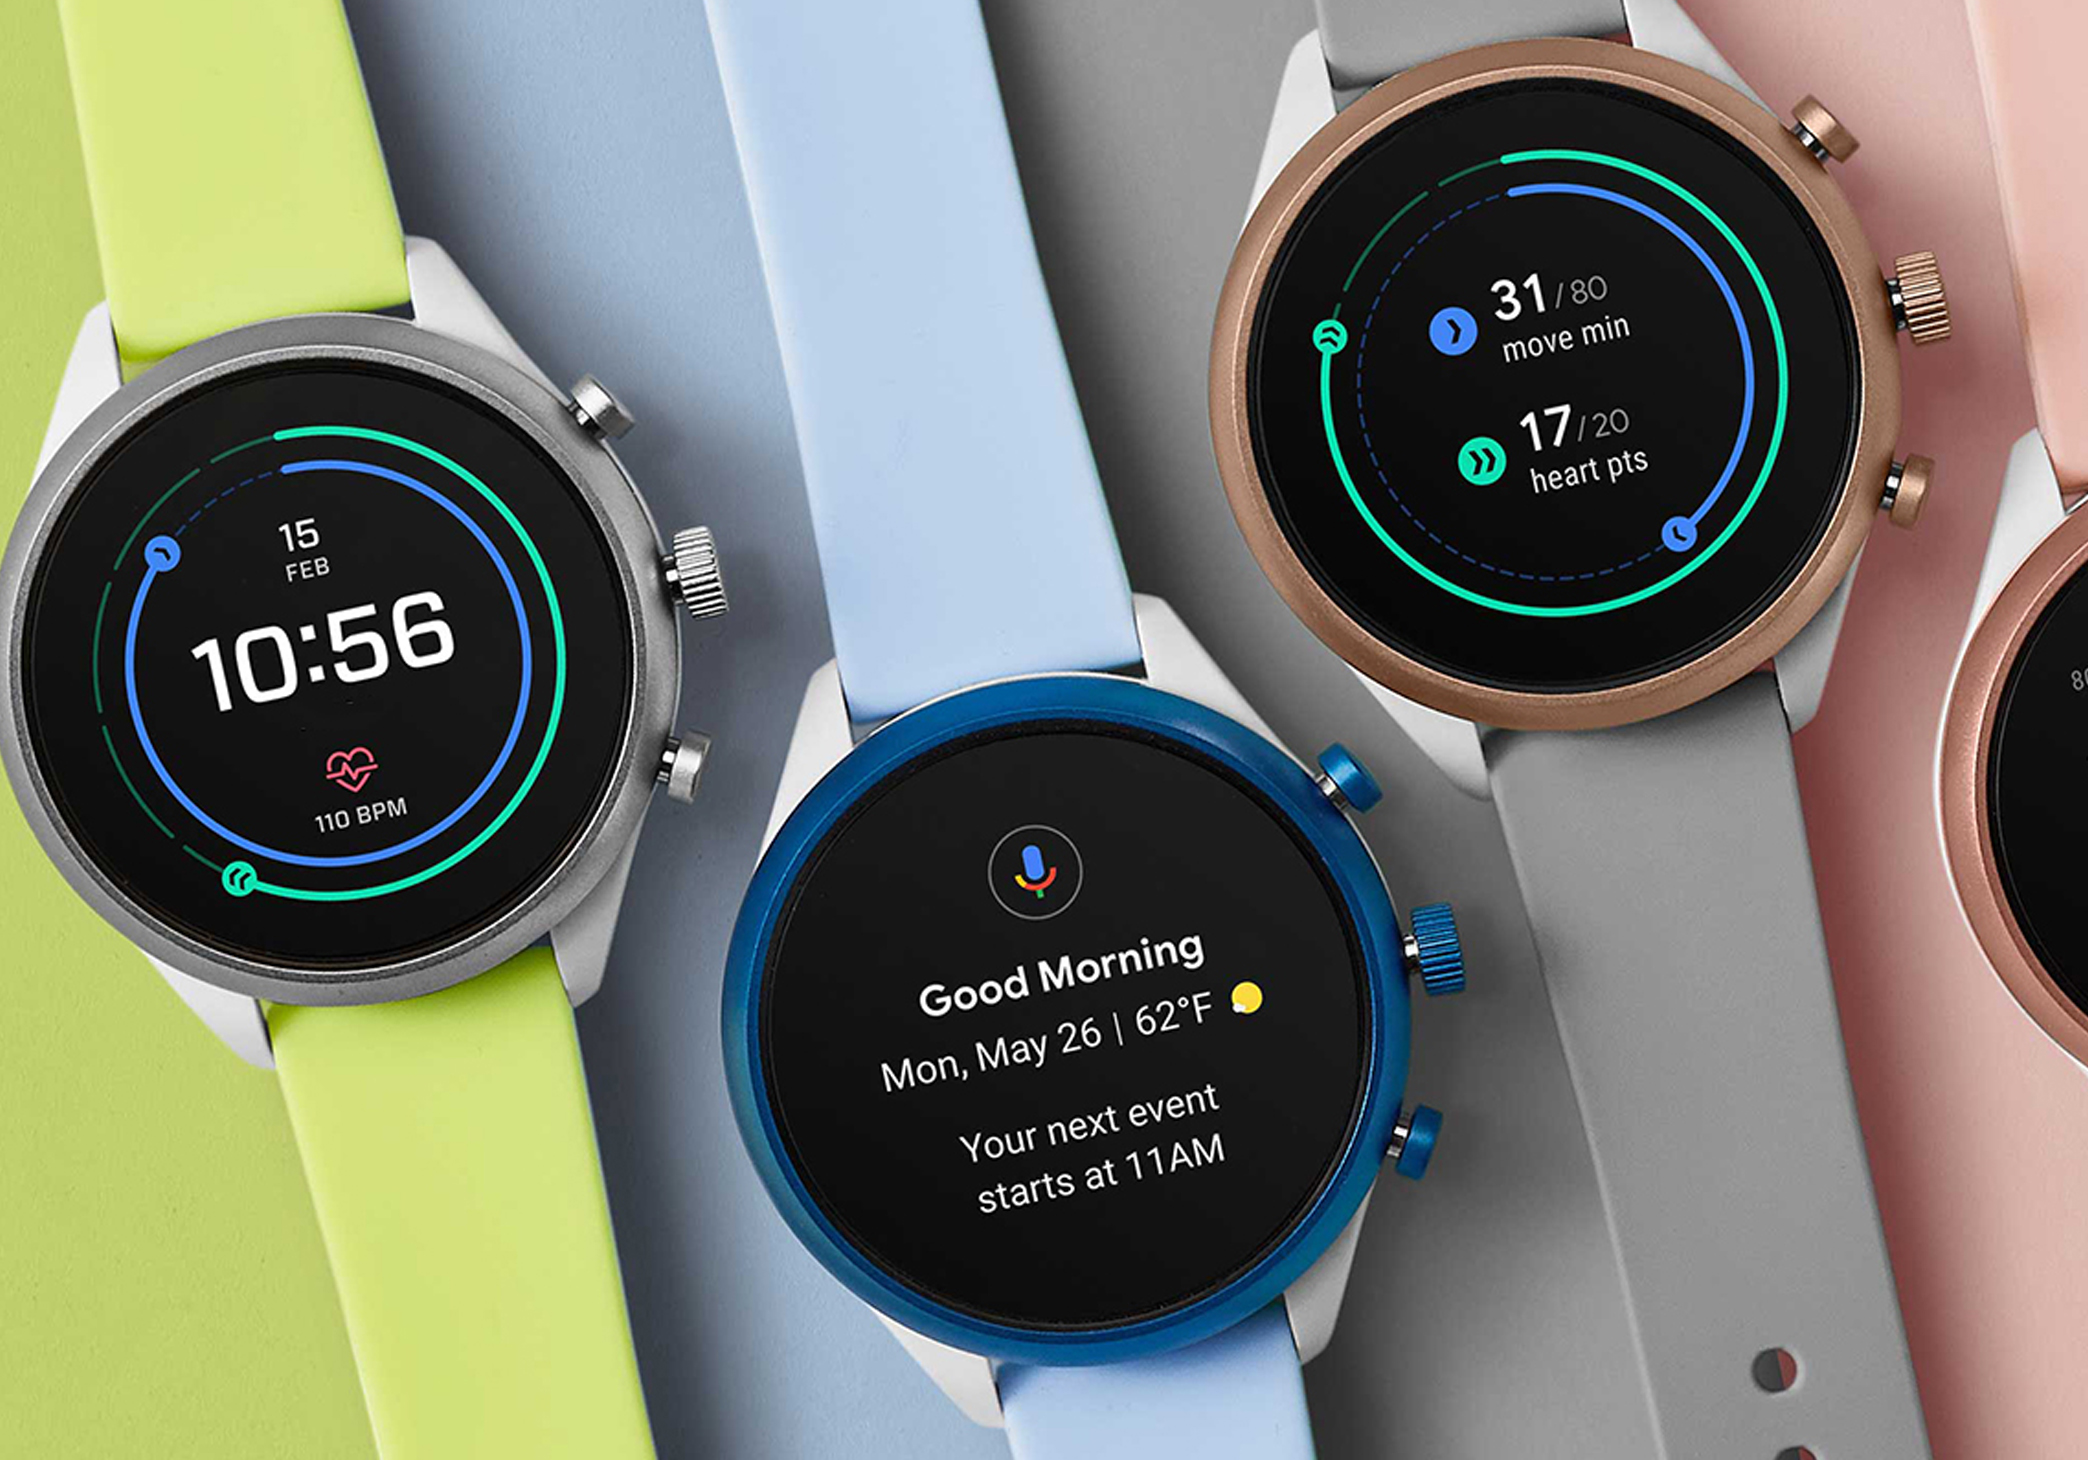 15
FEB
10:56
110 BPM
Good Morning
Mon, May 26 | 62°F
Your next event
starts at 11AM
31/80
move min
17/20
heart pts